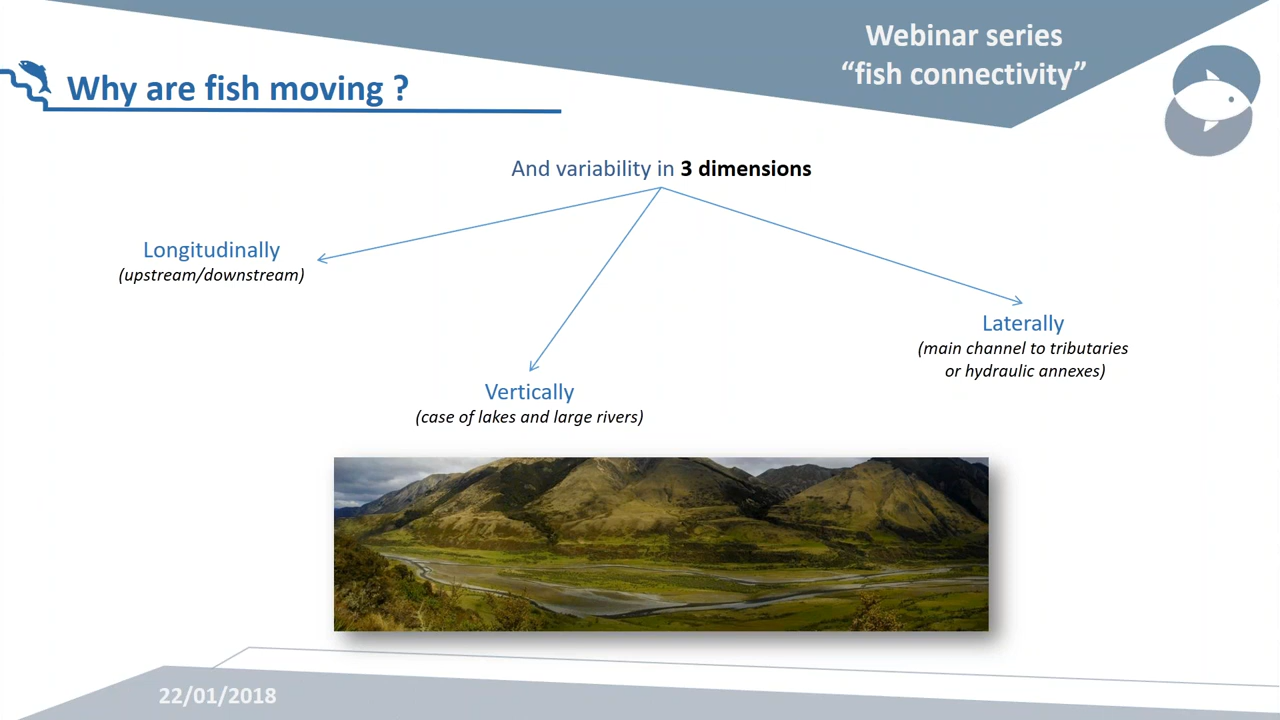 Webinar series
“fish connectivity”
Why are fish moving ?
And variability in 3 dimensions
Longitudinally
(upstream/downstream)
Laterally
(main channel to tributaries
or hydraulic annexes)
Vertically
(case of lakes and large rivers)
22/01/2018